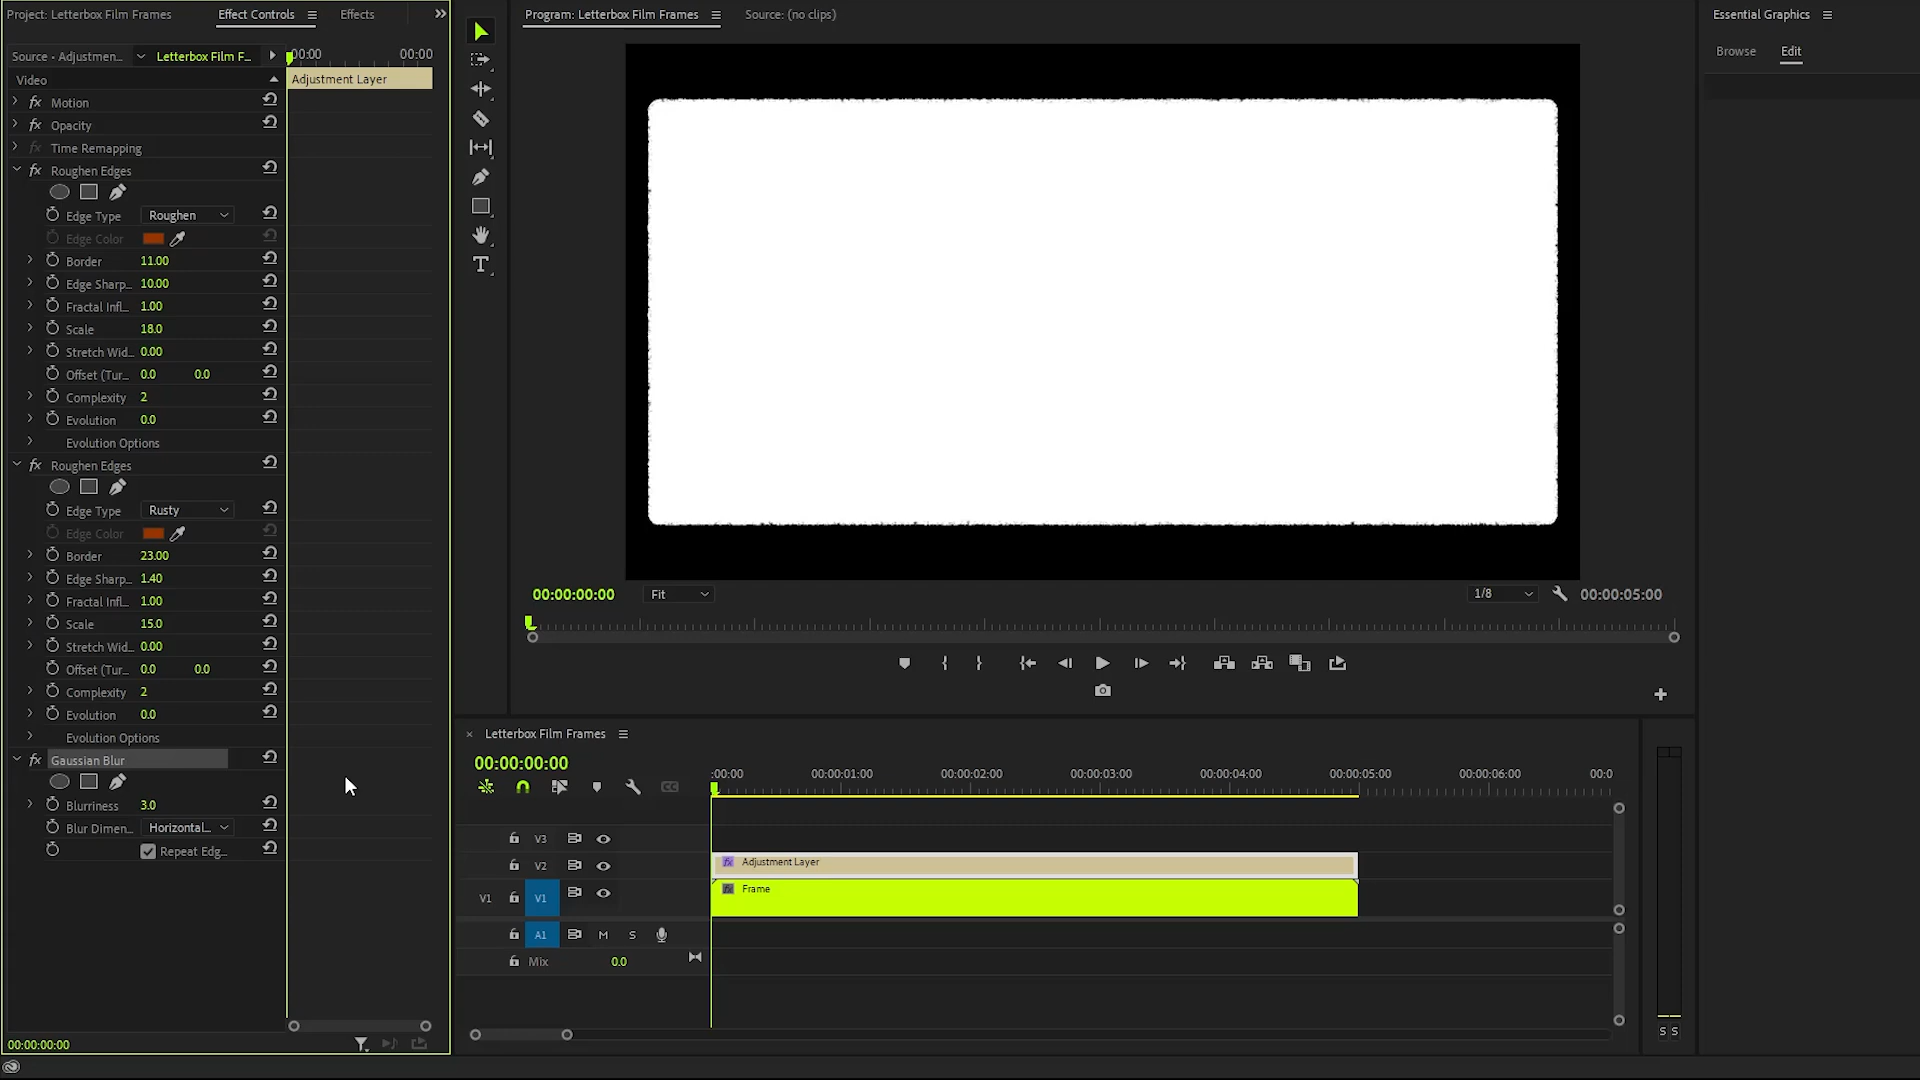 Project: Letterbox Film Frames
Effect Controls
Effects
Source • Adjustmen...
Letterbox Film F...
00:00
00:00
Video
Adjustment Layer
fx Motion
fx Opacity
fx Time Remapping
fx Roughen Edges
Edge Type Roughen
Edge Color
Border 11.00
Edge Sharp... 10.00
Fractal Infl... 1.00
Scale 18.0
Stretch Wid... 0.00
Offset (Tur... 0.0 0.0
Complexity 2
Evolution 0.0
Evolution Options
fx Roughen Edges
Edge Type Rusty
Edge Color
Border 23.00
Edge Sharp... 1.40
Fractal Infl... 1.00
Scale 15.0
Stretch Wid... 0.00
Offset (Tur... 0.0 0.0
Complexity 2
Evolution 0.0
Evolution Options
fx Gaussian Blur
Blurriness 3.0
Blur Dimen... Horizontal...
Repeat Edg...
00:00:00:00
Program: Letterbox Film Frames
Source: (no clips)
00:00:00:00
Fit
1/8
00:00:05:00
Letterbox Film Frames
00:00:00:00
:00:00 00:00:01:00 00:00:02:00 00:00:03:00 00:00:04:00 00:00:05:00 00:00:06:00 00:0
V3
V2
fx Adjustment Layer
V1 V1
fx Frame
A1 M S
Mix 0.0
S S
Essential Graphics
Browse
Edit